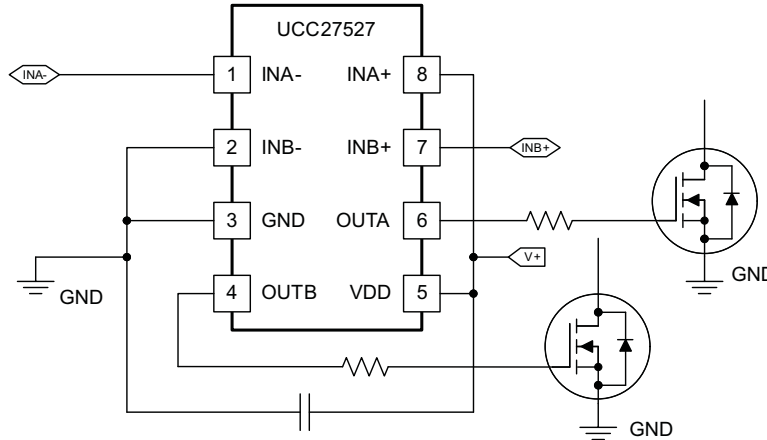 UCC27527
INA-
1
INA-
INA+
8
2
INB-
INB+
7
INB+
3
GND
OUTA
6
V+
GND
GND
4
OUTB
VDD
5
GND